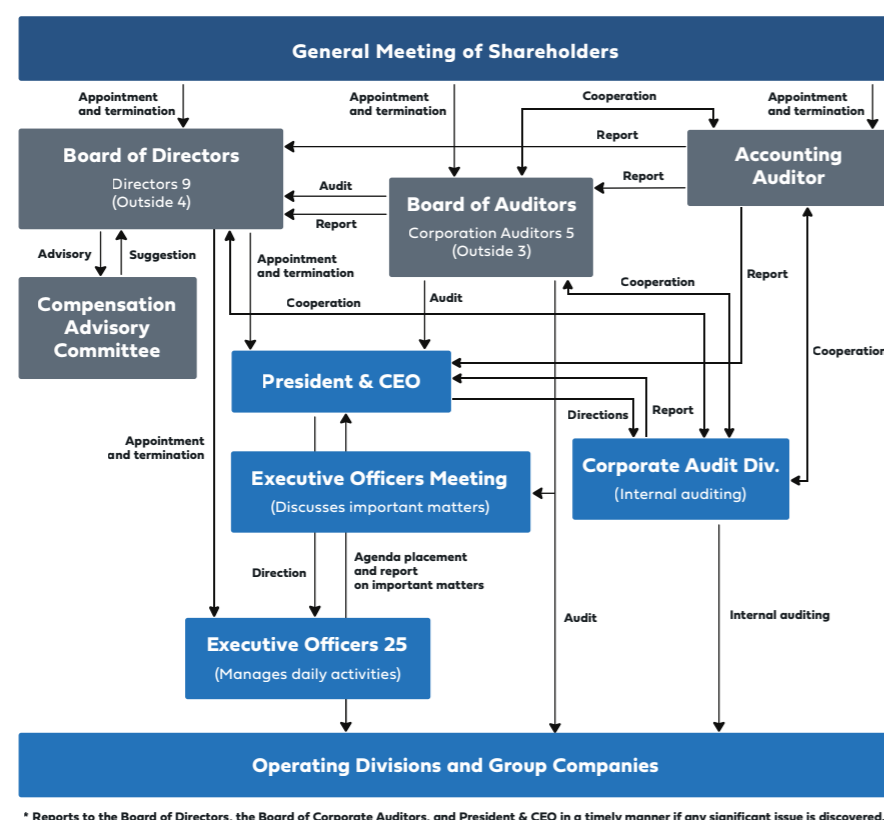 General Meeting of Shareholders
Appointment
and termination
Appointment
and termination
Cooperation
Appointment
and termination
Board of Directors
Directors 9
(Outside 4)
Report
Accounting
Auditor
Audit
Report
Report
Board of Auditors
Corporation Auditors 5
(Outside 3)
Advisory
Suggestion
Appointment
and termination
Report
Compensation
Advisory
Committee
Cooperation
Audit
Cooperation
Cooperation
President & CEO
Directions
Report
Appointment
and termination
Executive Officers Meeting
(Discusses important matters)
Corporate Audit Div.
(Internal auditing)
Direction
Agenda placement
and report
on important matters
Audit
Internal auditing
Executive Officers 25
(Manages daily activities)
Operating Divisions and Group Companies
* Reports to the Board of Directors, the Board of Corporate Auditors, and President & CEO in a timely manner if any significant issue is discovered.